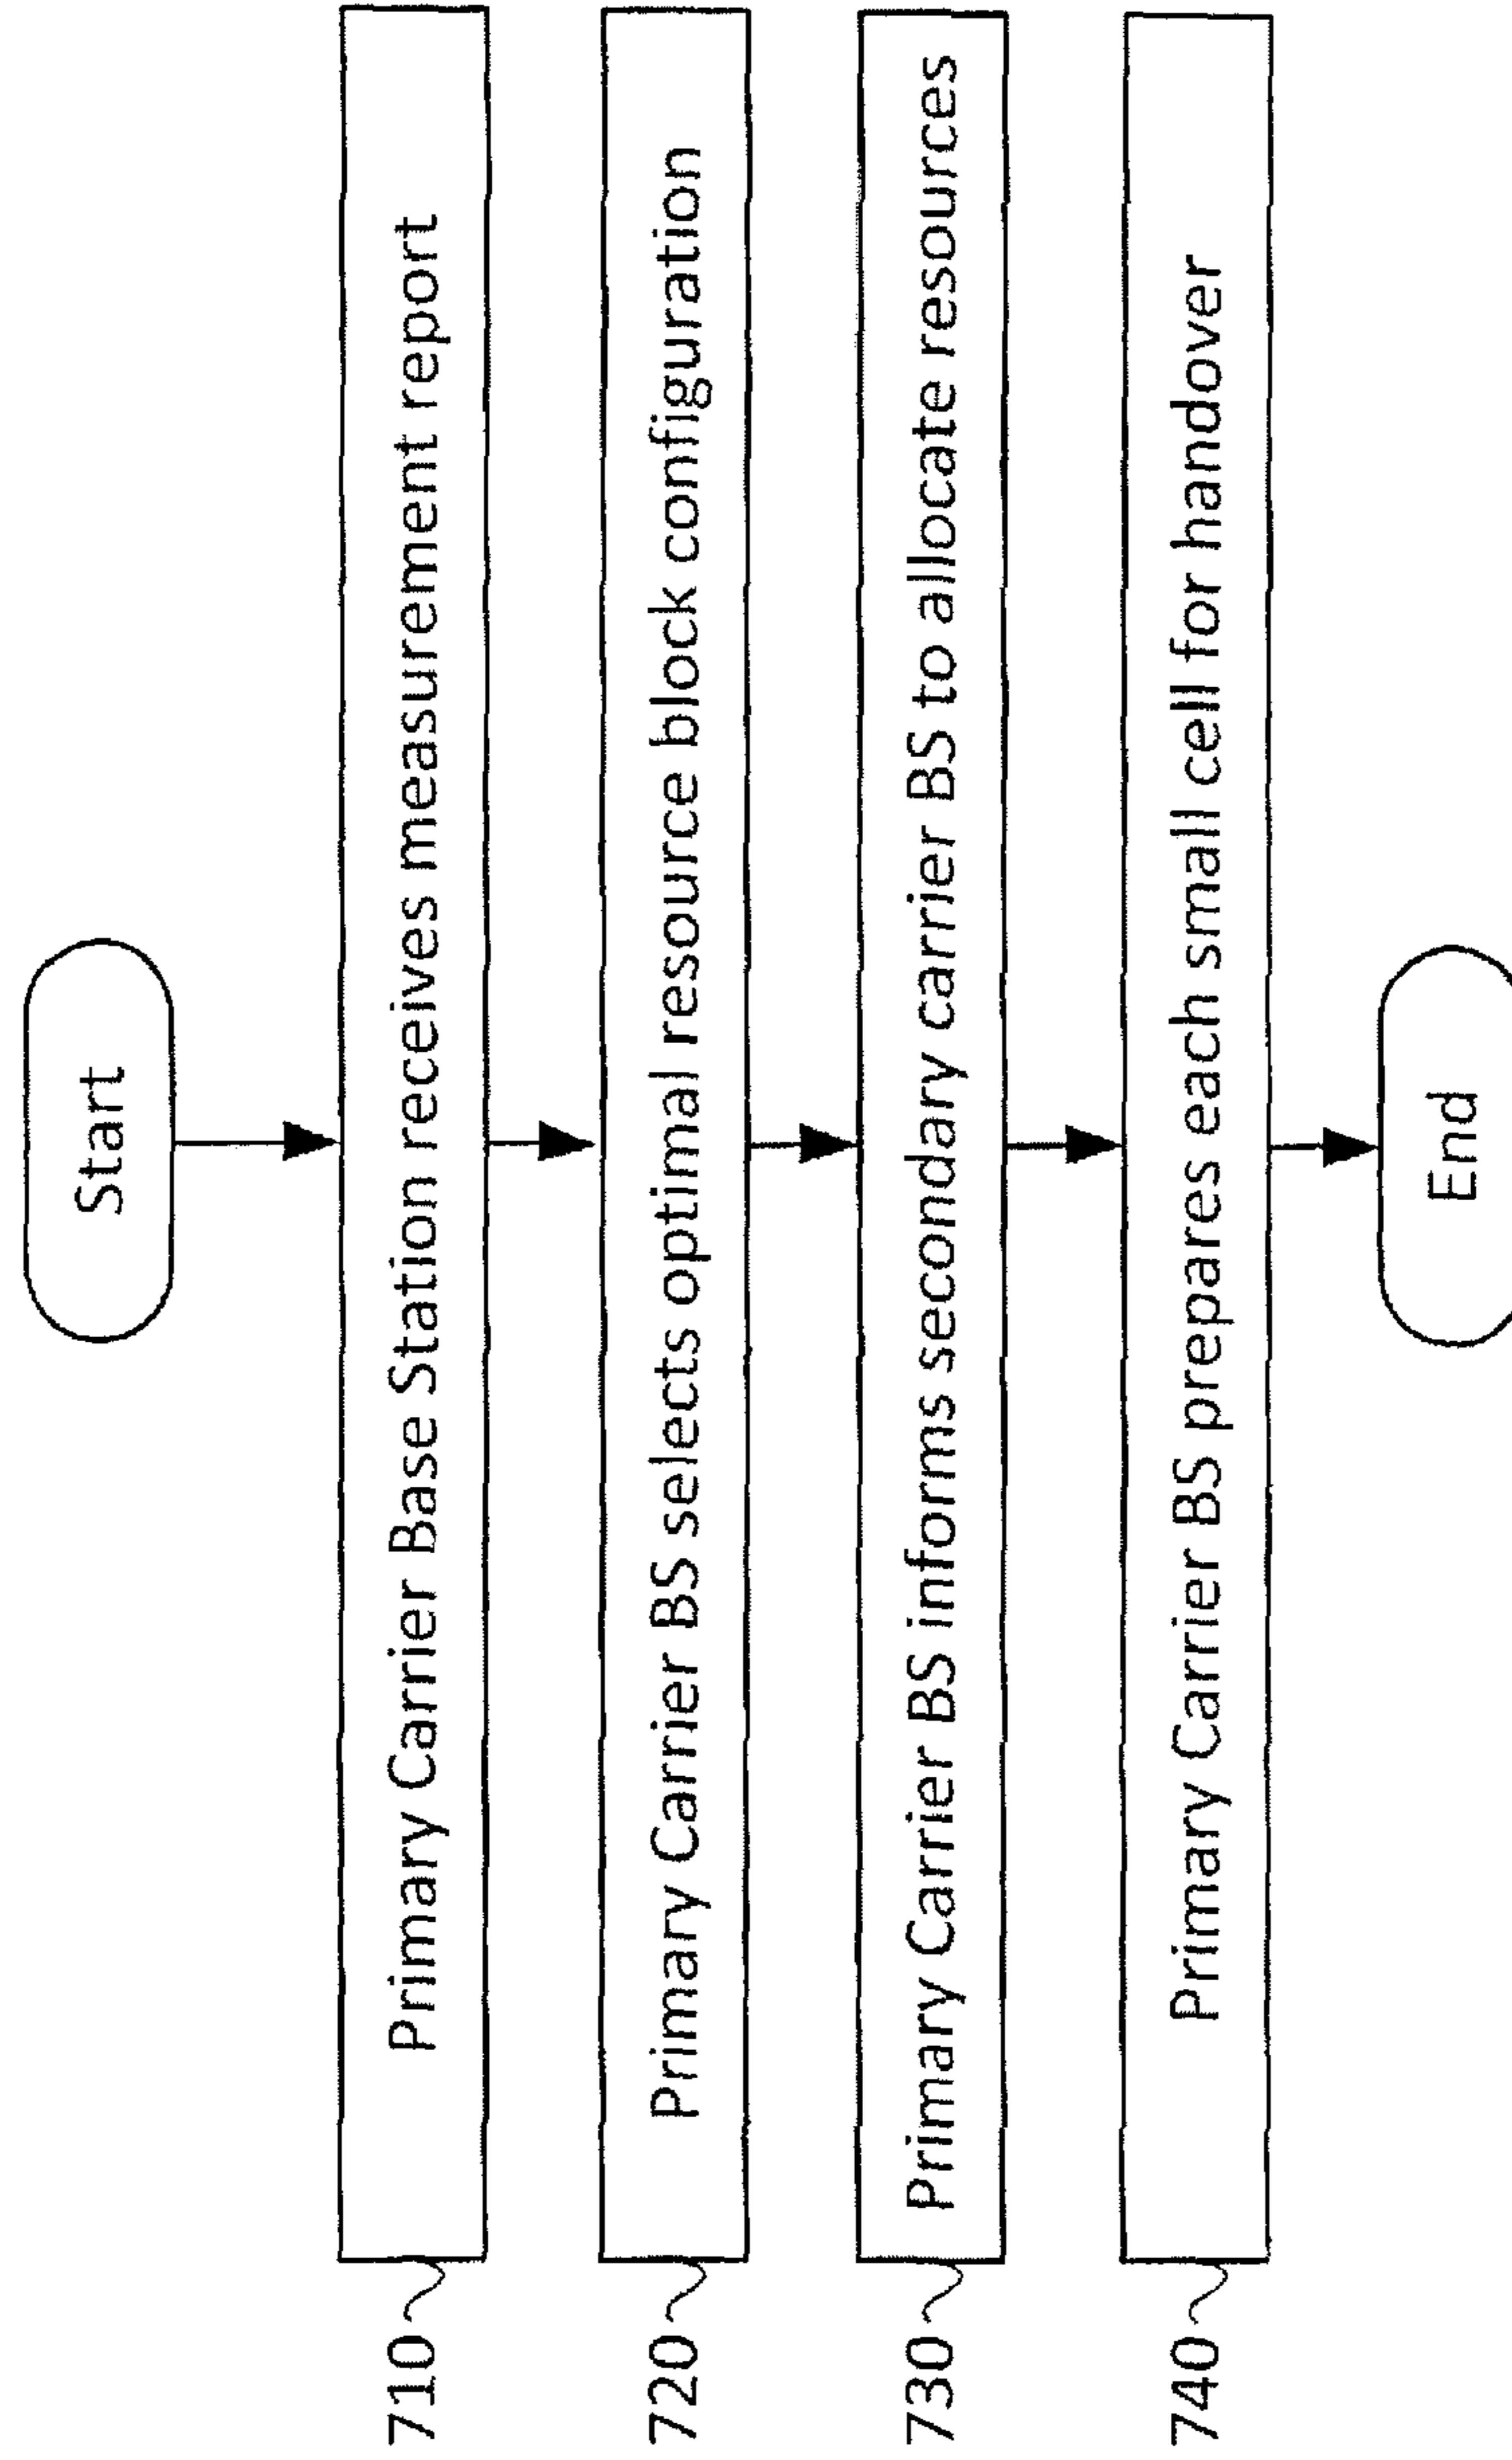 Start
710
Primary Carrier Base Station receives measurement report
720
Primary Carrier BS selects optimal resource block configuration
730
Primary Carrier BS informs secondary carrier BS to allocate resources
740
Primary Carrier BS prepares each small cell for handover
End